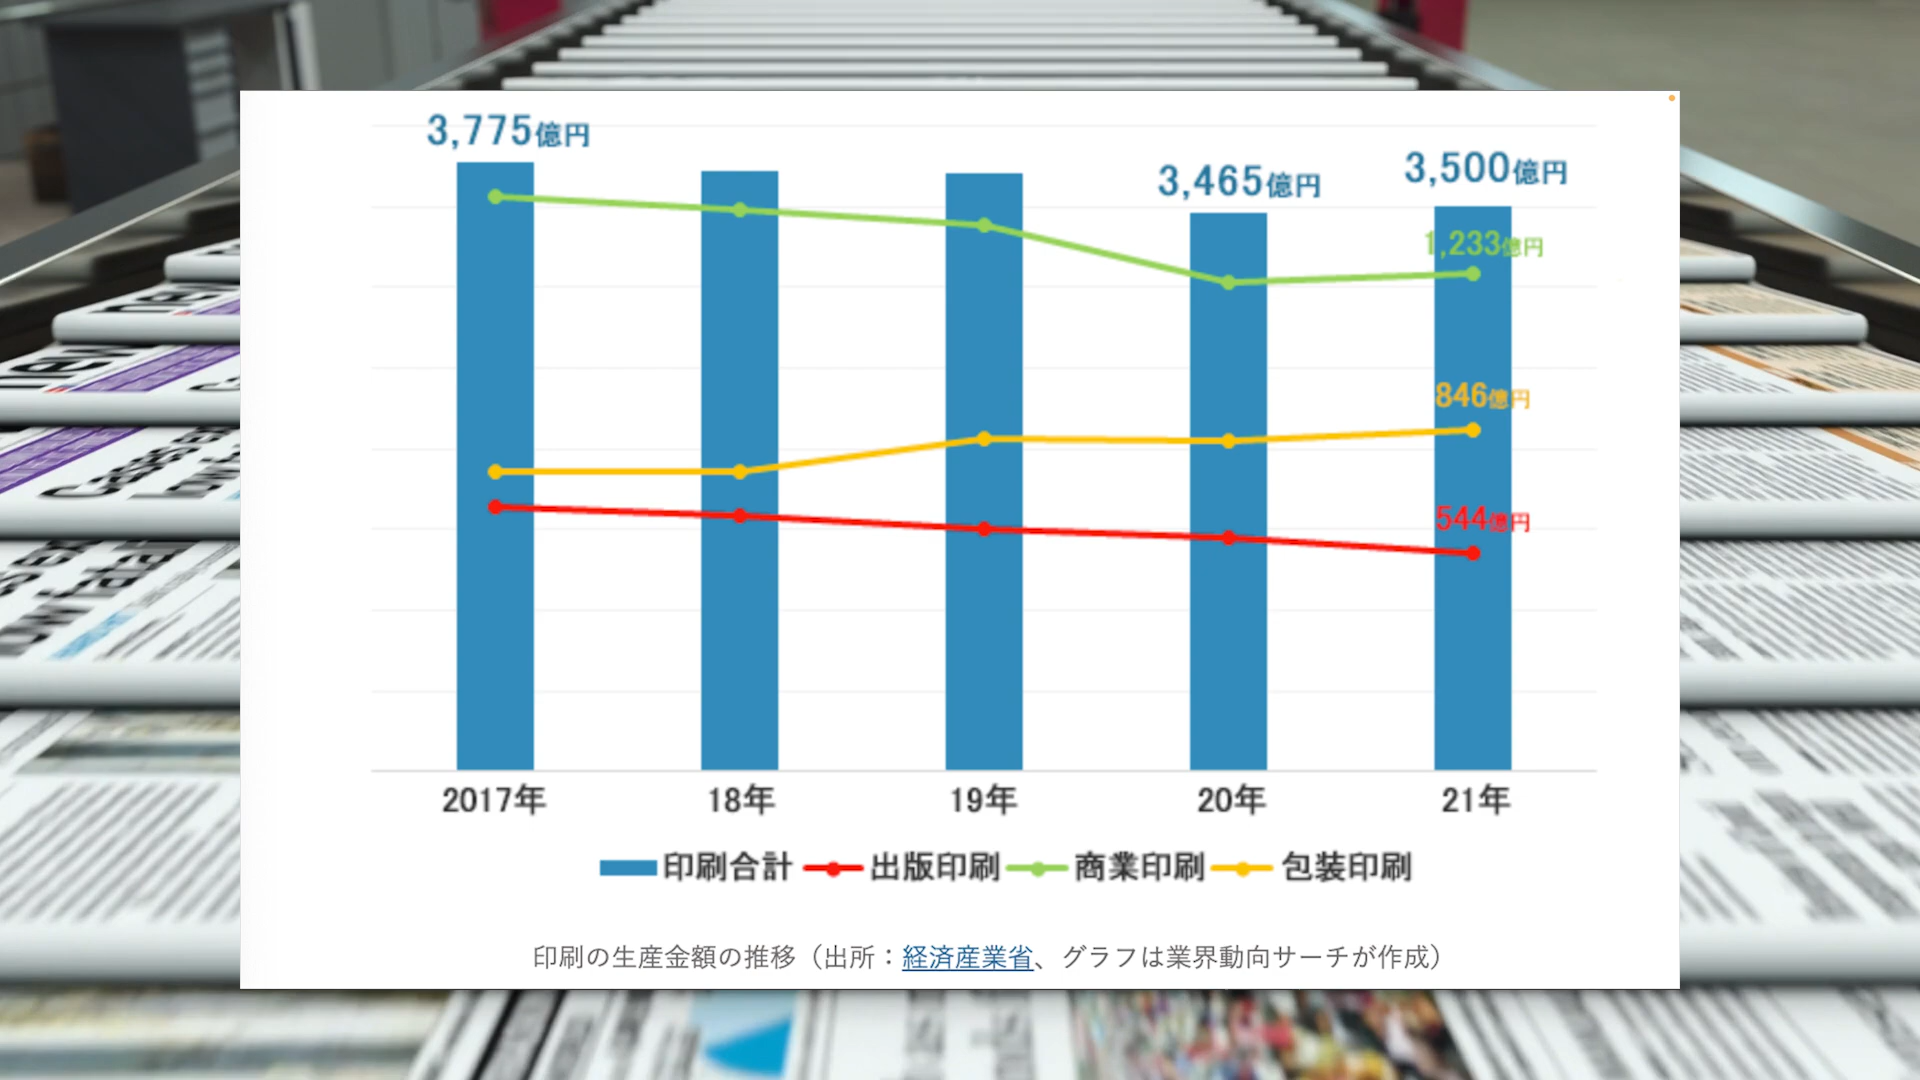 3,775億円
3,465億円
3,500億円
1,233億円
846億円
544億円
2017年 18年 19年 20年 21年
印刷合計 出版印刷 商業印刷 包装印刷
印刷の生産金額の推移（出所：経済産業省、グラフは業界動向サーチが作成）